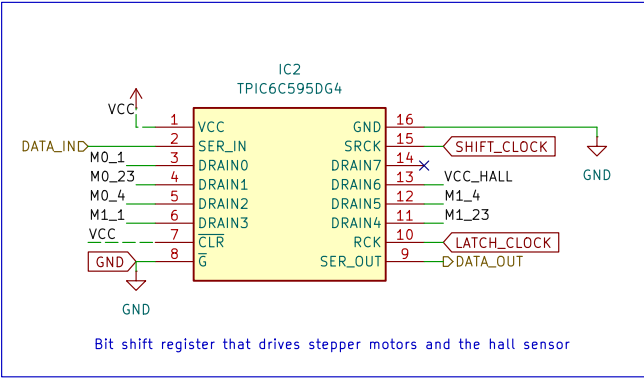 IC2
TPIC6C595DG4
VCC
1 VCC GND 16
DATA_IN 2 SER_IN SRCK 15 SHIFT_CLOCK
M0_1 3 DRAIN0 DRAIN7 14
M0_23 4 DRAIN1 DRAIN6 13 VCC_HALL
M0_4 5 DRAIN2 DRAIN5 12 M1_4
M1_1 6 DRAIN3 DRAIN4 11 M1_23
VCC 7 CLR RCK 10 LATCH_CLOCK
GND 8 G SER_OUT 9 DATA_OUT
GND
GND
Bit shift register that drives stepper motors and the hall sensor